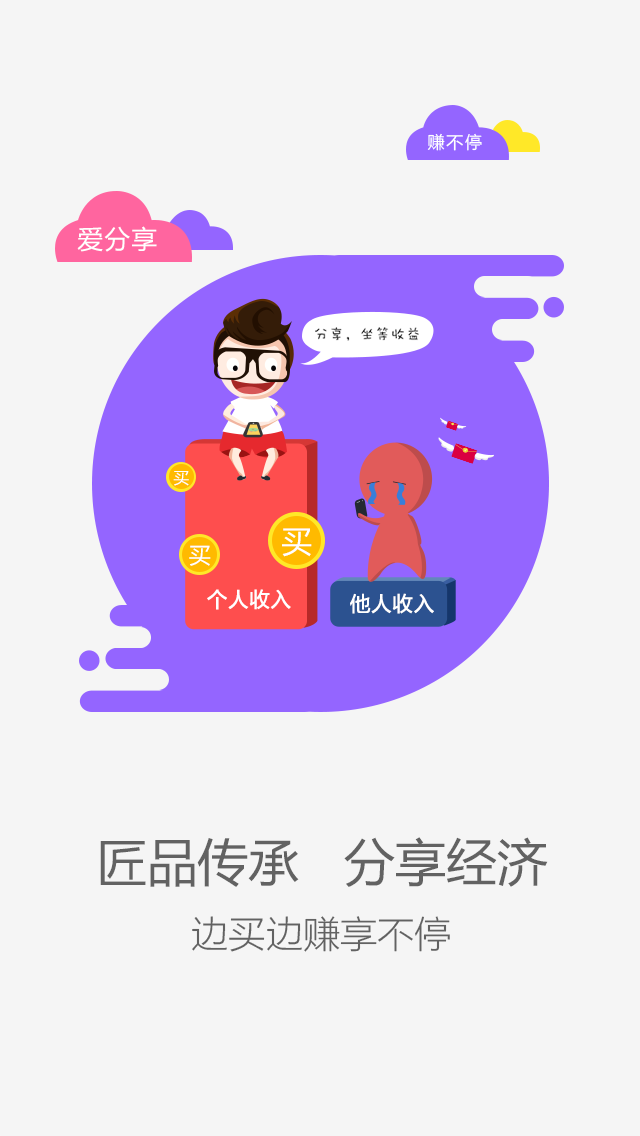 赚不停
爱分享
分享，坐等收益
买
买
买
个人收入
他人收入
匠品传承 分享经济
边买边赚享不停